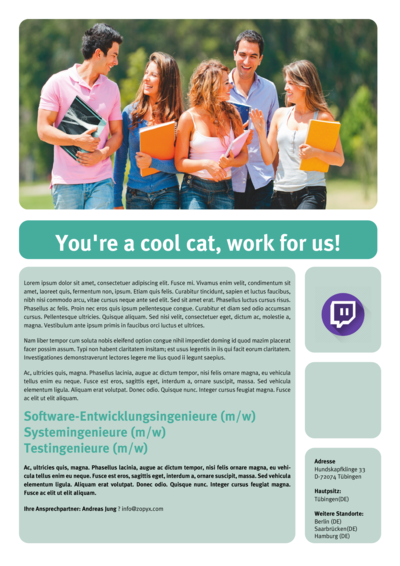 You're a cool cat, work for us!
Lorem ipsum dolor sit amet, consectetuer adipiscing elit. Fusce mi. Vivamus enim velit, condimentum sit
amet, laoreet quis, fermentum non, ipsum. Etiam quis felis. Curabitur tincidunt, sapien et luctus faucibus,
nibh nisi commodo arcu, vitae cursus neque ante sed elit. Sed sit amet erat. Phasellus luctus cursus risus.
Phasellus ac felis. Proin nec eros quis ipsum pellentesque congue. Curabitur et diam sed odio accumsan
cursus. Pellentesque ultricies. Quisque aliquam. Sed nisi velit, consectetuer eget, dictum ac, molestie a,
magna. Vestibulum ante ipsum primis in faucibus orci luctus et ultrices.
Nam liber tempor cum soluta nobis eleifend option congue nihil imperdiet doming id quod mazim placerat
facer possim assum. Typi non habent claritatem insitam; est usus legentis in iis qui facit eorum claritatem.
Investigationes demonstraverunt lectores legere me lius quod ii legunt saepius.
Ac, ultricies quis, magna. Phasellus lacinia, augue ac dictum tempor, nisi felis ornare magna, eu vehicula
tellus enim eu neque. Fusce est eros, sagittis eget, interdum a, ornare suscipit, massa. Sed vehicula
elementum ligula. Aliquam erat volutpat. Donec odio. Quisque nunc. Integer cursus feugiat magna. Fusce
ac elit ut elit aliquam.
Software-Entwicklungsingenieure (m/w)
Systemingenieure (m/w)
Testingenieure (m/w)
Ac, ultricies quis, magna. Phasellus lacinia, augue ac dictum tempor, nisi felis ornare magna, eu vehi-
cula tellus enim eu neque. Fusce est eros, sagittis eget, interdum a, ornare suscipit, massa. Sed vehicula
elementum ligula. Aliquam erat volutpat. Donec odio. Quisque nunc. Integer cursus feugiat magna.
Fusce ac elit ut elit aliquam.
Ihre Ansprechpartner: Andreas Jung ? info@zopyx.com
Adresse
Hundskapfklinge 33
D-72074 Tübingen
Hautpsitz:
Tübingen(DE)
Weitere Standorte:
Berlin (DE)
Saarbrücken(DE)
Hamburg (DE)